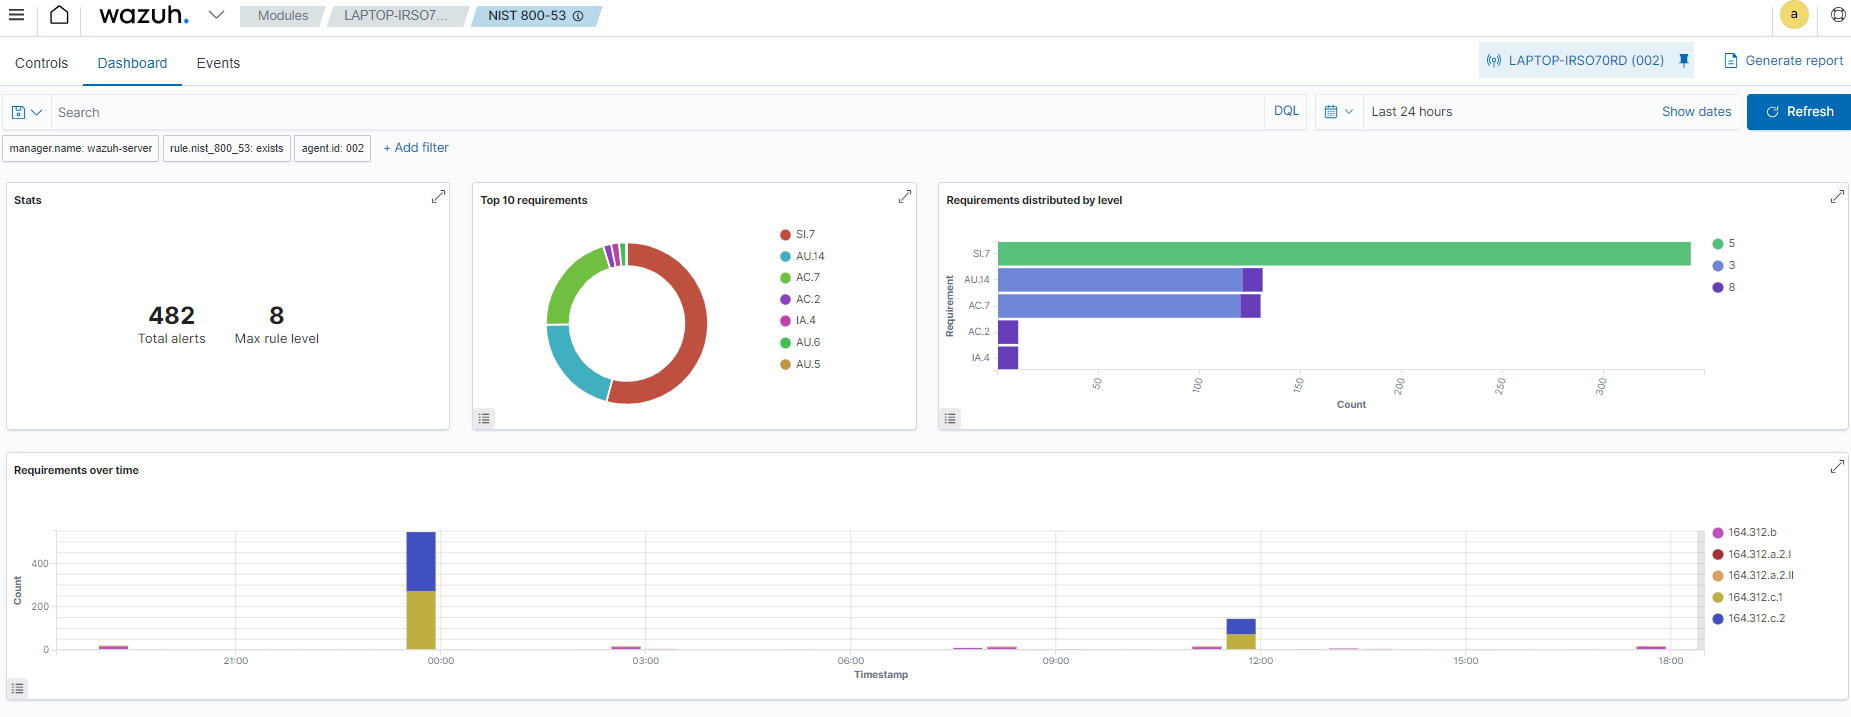 wazuh.
Modules
LAPTOP-IRSO7...
NIST 800-53
a
Controls
Dashboard
Events
LAPTOP-IRSO70RD (002)
Generate report
Search
DQL
Last 24 hours
Show dates
Refresh
manager.name: wazuh-server
rule.nist_800_53: exists
agent.id: 002
+ Add filter
Stats
482
Total alerts
8
Max rule level
Top 10 requirements
SI.7
AU.14
AC.7
AC.2
IA.4
AU.6
AU.5
Requirements distributed by level
Requirement
SI.7
AU.14
AC.7
AC.2
IA.4
50
100
150
200
250
300
Count
5
3
8
Requirements over time
Count
400
200
0
21:00
00:00
03:00
06:00
09:00
12:00
15:00
18:00
Timestamp
164.312.b
164.312.a.2.I
164.312.a.2.II
164.312.c.1
164.312.c.2